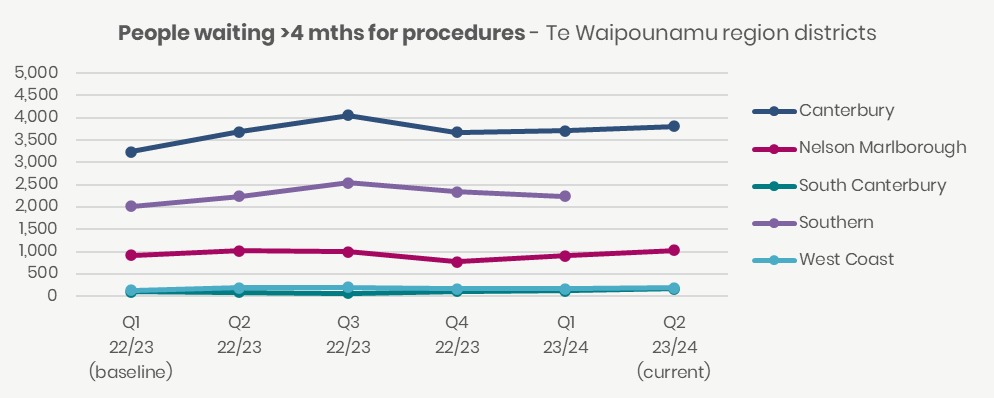 People waiting >4 mths for procedures - Te Waipounamu region districts
5,000
4,500
4,000
3,500
3,000
2,500
2,000
1,500
1,000
500
0
Q1 Q2 Q3 Q4 Q1 Q2
22/23 22/23 22/23 22/23 23/24 23/24
(baseline) (current)
Canterbury
Nelson Marlborough
South Canterbury
Southern
West Coast